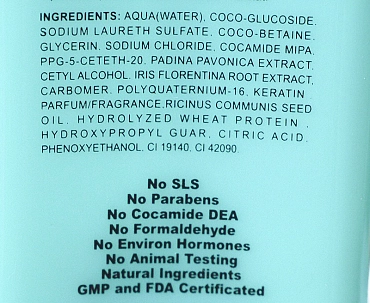 INGREDIENTS: AQUA(WATER), COCO-GLUCOSIDE,
SODIUM LAURETH SULFATE, COCO-BETAINE,
GLYCERIN, SODIUM CHLORIDE, COCAMIDE MIPA,
PPG-5-CETETH-20, PADINA PAVONICA EXTRACT,
CETYL ALCOHOL, IRIS FLORENTINA ROOT EXTRACT,
CARBOMER, POLYQUATERNIUM-16, KERATIN,
PARFUM/FRAGRANCE,RICINUS COMMUNIS SEED
OIL, HYDROLYZED WHEAT PROTEIN,
HYDROXYPROPYL GUAR, CITRIC ACID,
PHENOXYETHANOL, CI 19140, CI 42090.
No SLS
No Parabens
No Cocamide DEA
No Formaldehyde
No Environ Hormones
No Animal Testing
Natural Ingredients
GMP and FDA Certificated